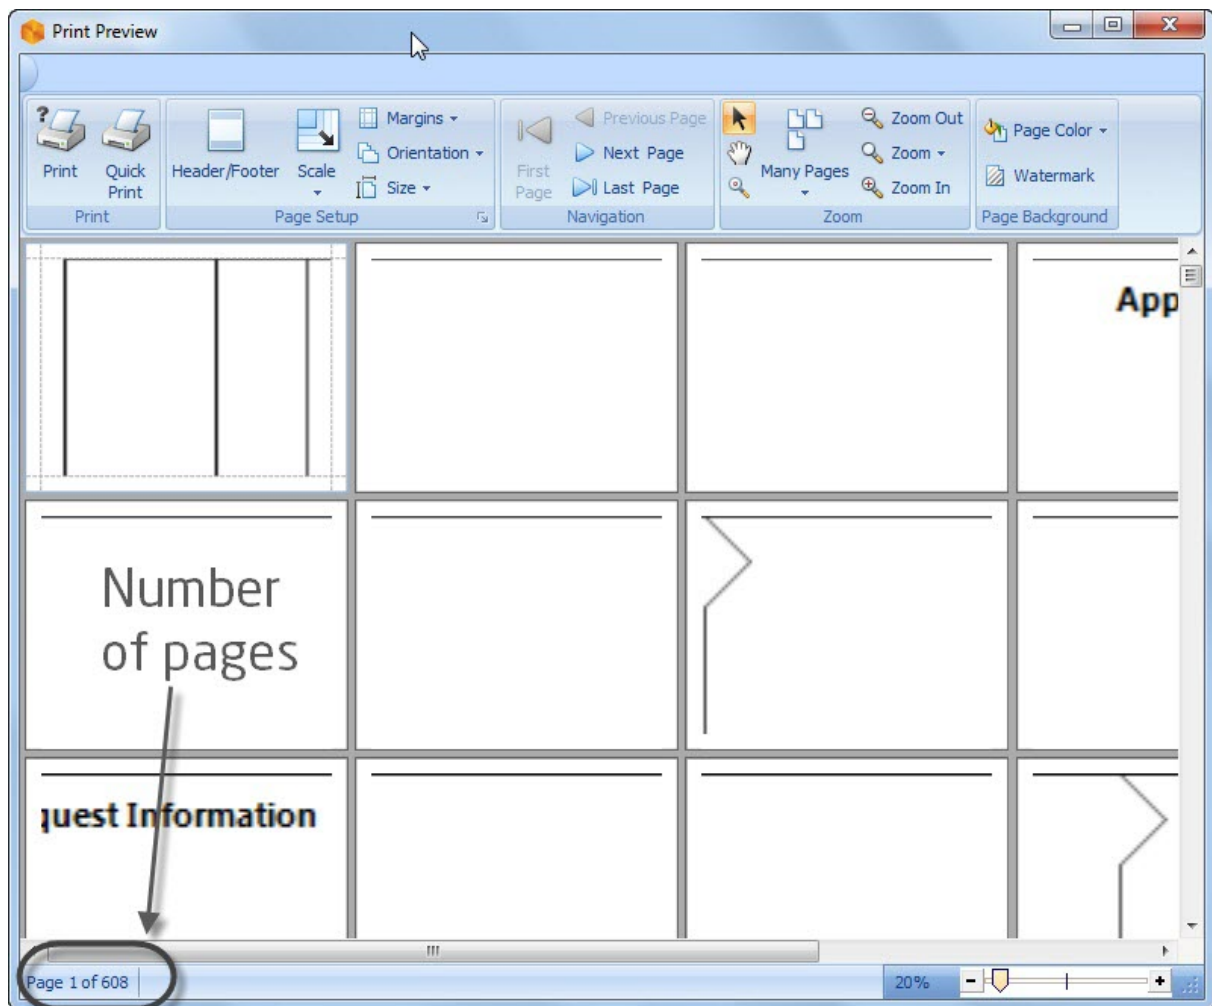 Print Preview
?
Print
Quick
Print
Header/Footer
Scale
Margins
Orientation
Size
First
Page
Previous Page
Next Page
Last Page
Many Pages
Zoom Out
Zoom
Zoom In
Page Color
Watermark
Print
Page Setup
Navigation
Zoom
Page Background
App
Number
of pages
quest Information
Page 1 of 608
20%